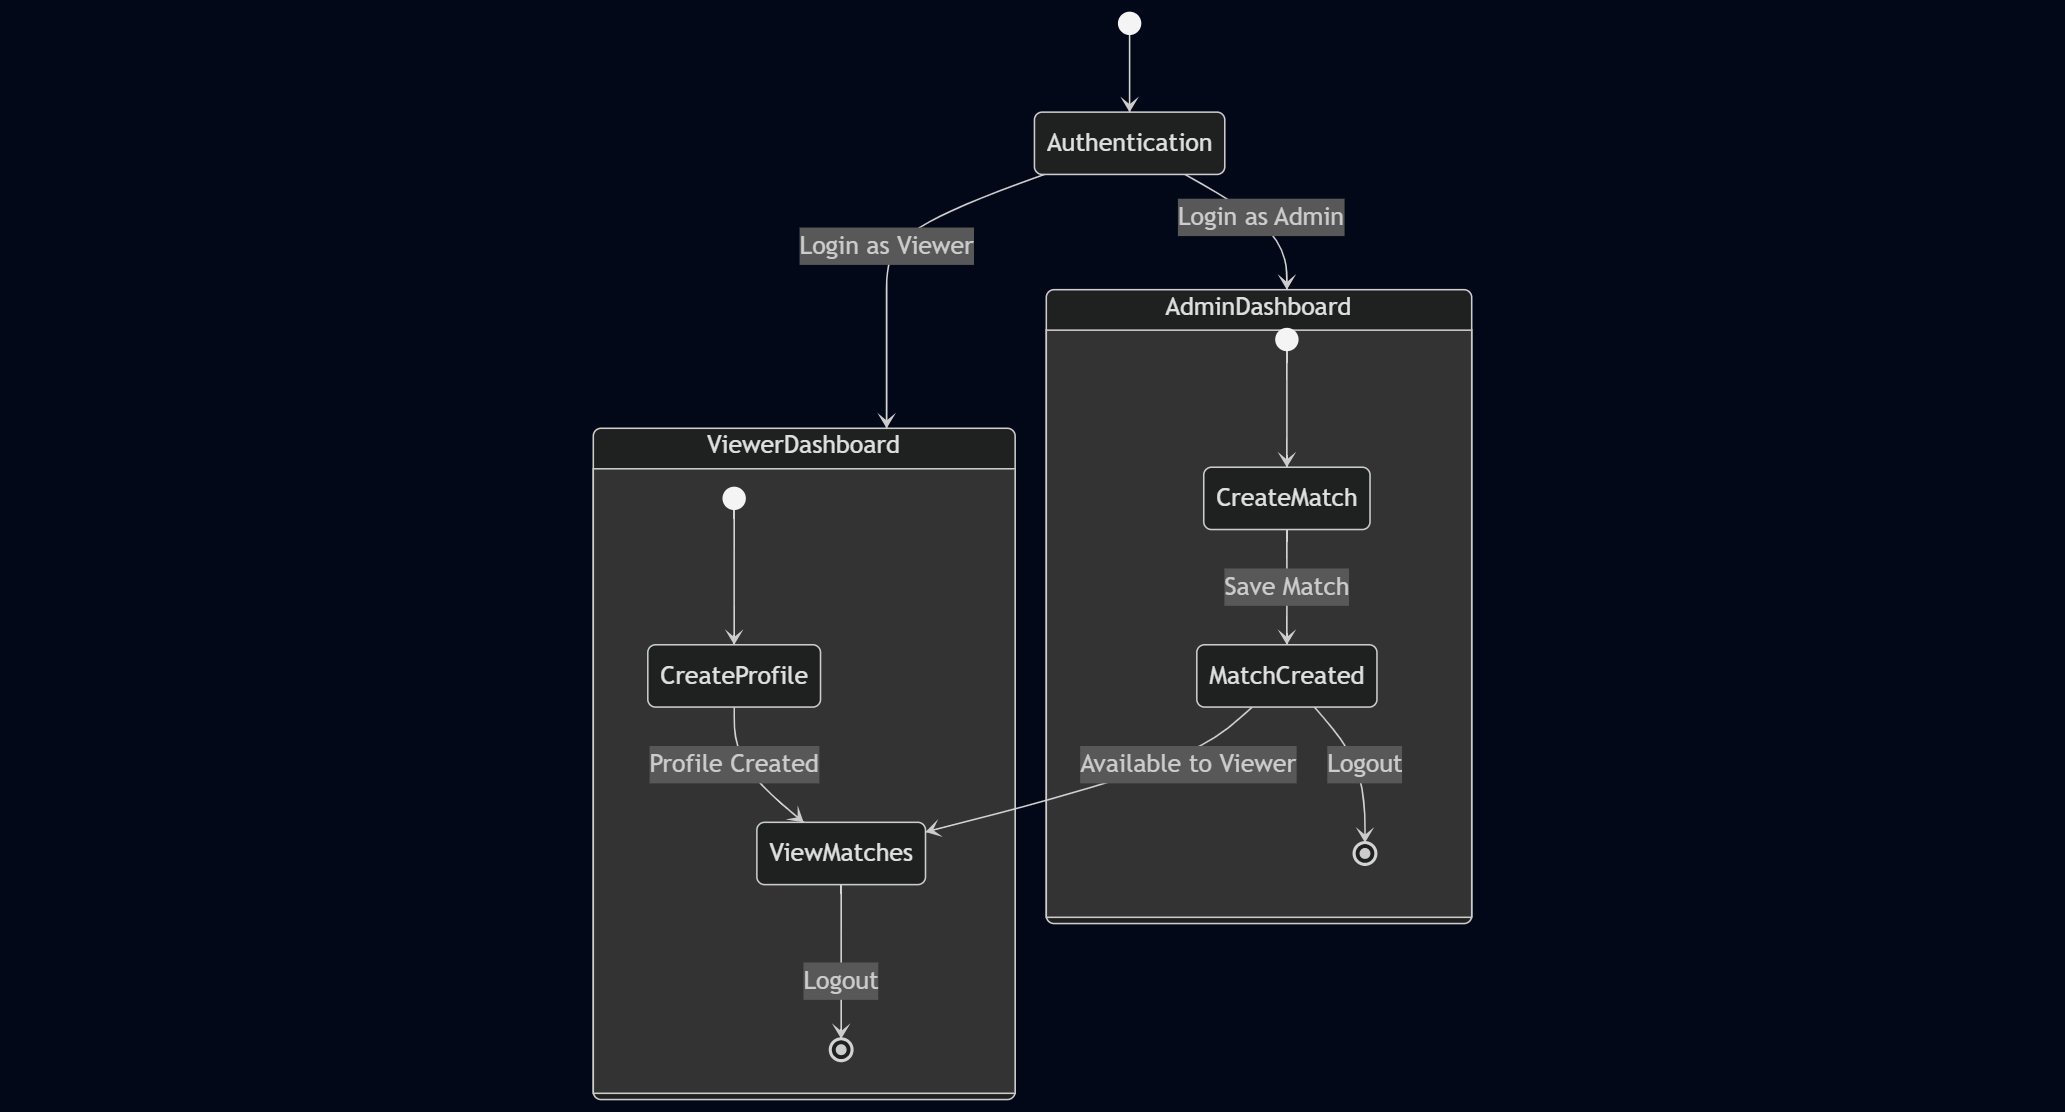 Authentication
Login as Admin
Login as Viewer
AdminDashboard
ViewerDashboard
CreateMatch
Save Match
CreateProfile
MatchCreated
Profile Created
Available to Viewer
Logout
ViewMatches
Logout